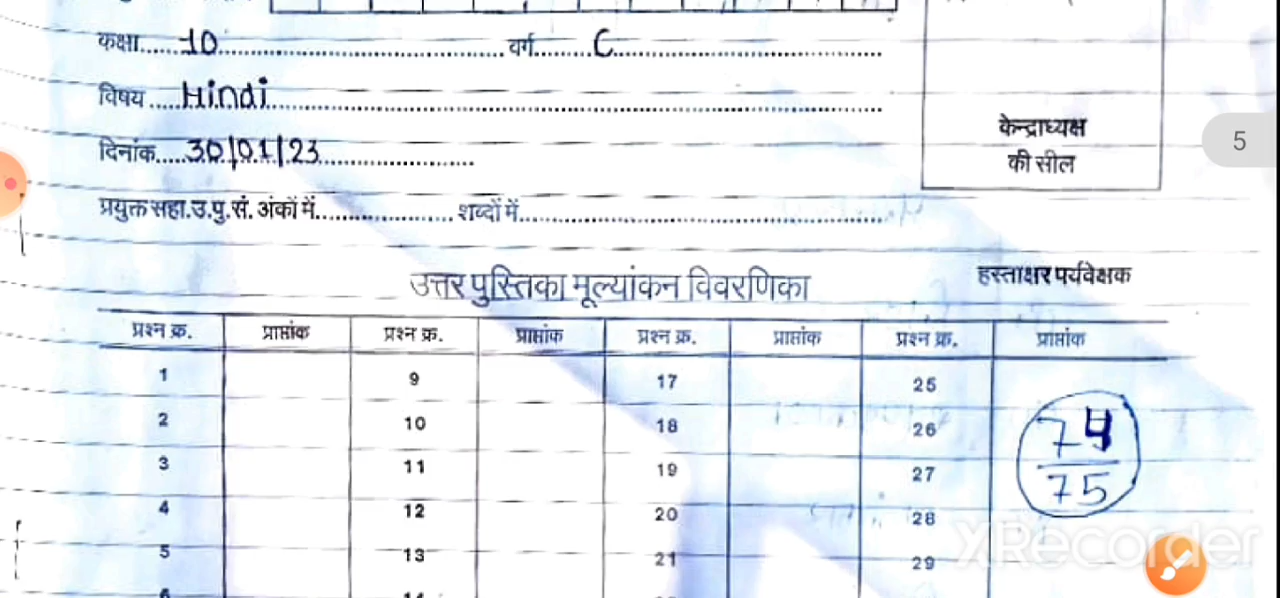 कक्षा......10.................................... वर्ग........C....................................
विषय.....Hindi................................................................................
दिनांक.....30/01/23.......................
केन्द्राध्यक्ष
की सील
5
प्रयुक्त सहा.उ.पु.सं. अंकों में.................... शब्दों में.......................................................
हस्ताक्षर पर्यवेक्षक
उत्तर पुस्तिका मूल्यांकन विवरणिका
प्रश्न क्र. प्राप्तांक प्रश्न क्र. प्राप्तांक प्रश्न क्र. प्राप्तांक प्रश्न क्र. प्राप्तांक
1 9 17 25
2 10 18 26
3 11 19 27
4 12 20 28
5 13 21 29
74
75
XRecorder